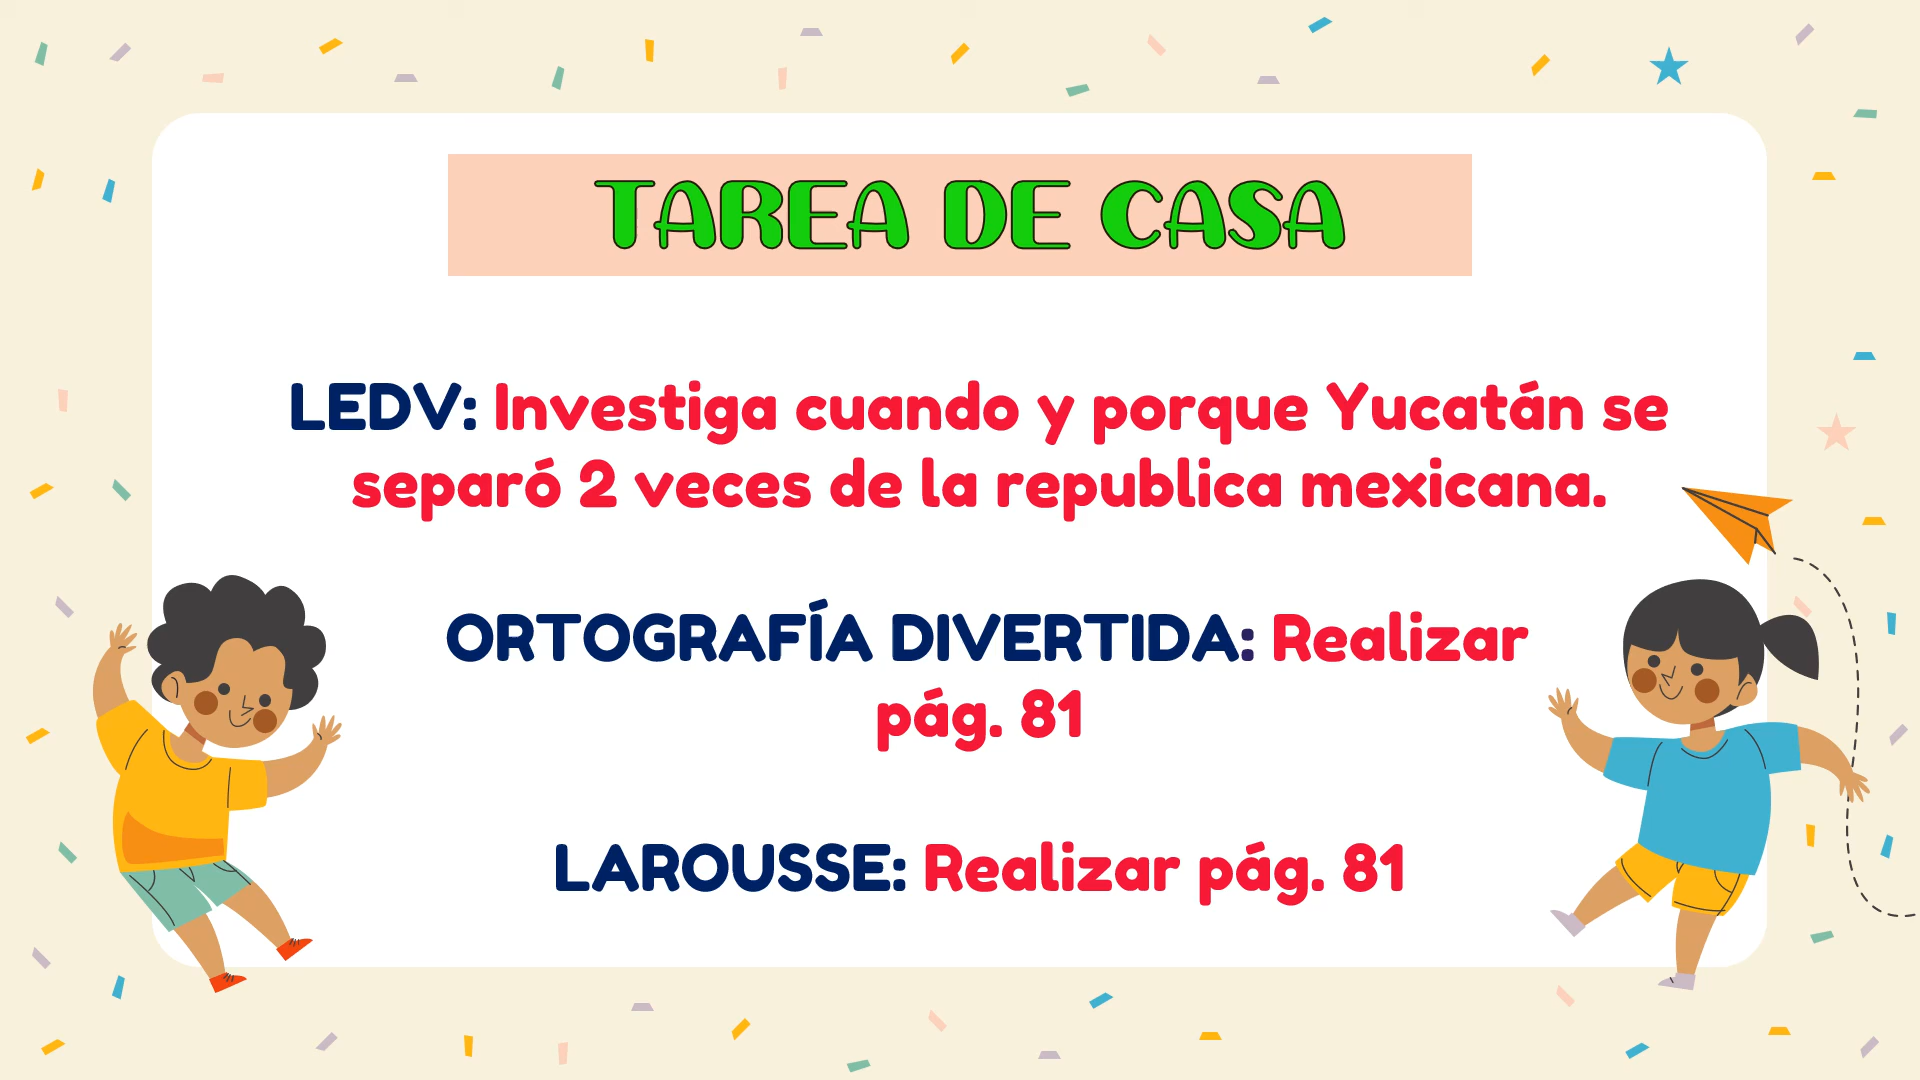 TAREA DE CASA
LEDV: Investiga cuando y porque Yucatán se
separó 2 veces de la republica mexicana.
ORTOGRAFÍA DIVERTIDA: Realizar
pág. 81
LAROUSSE: Realizar pág. 81